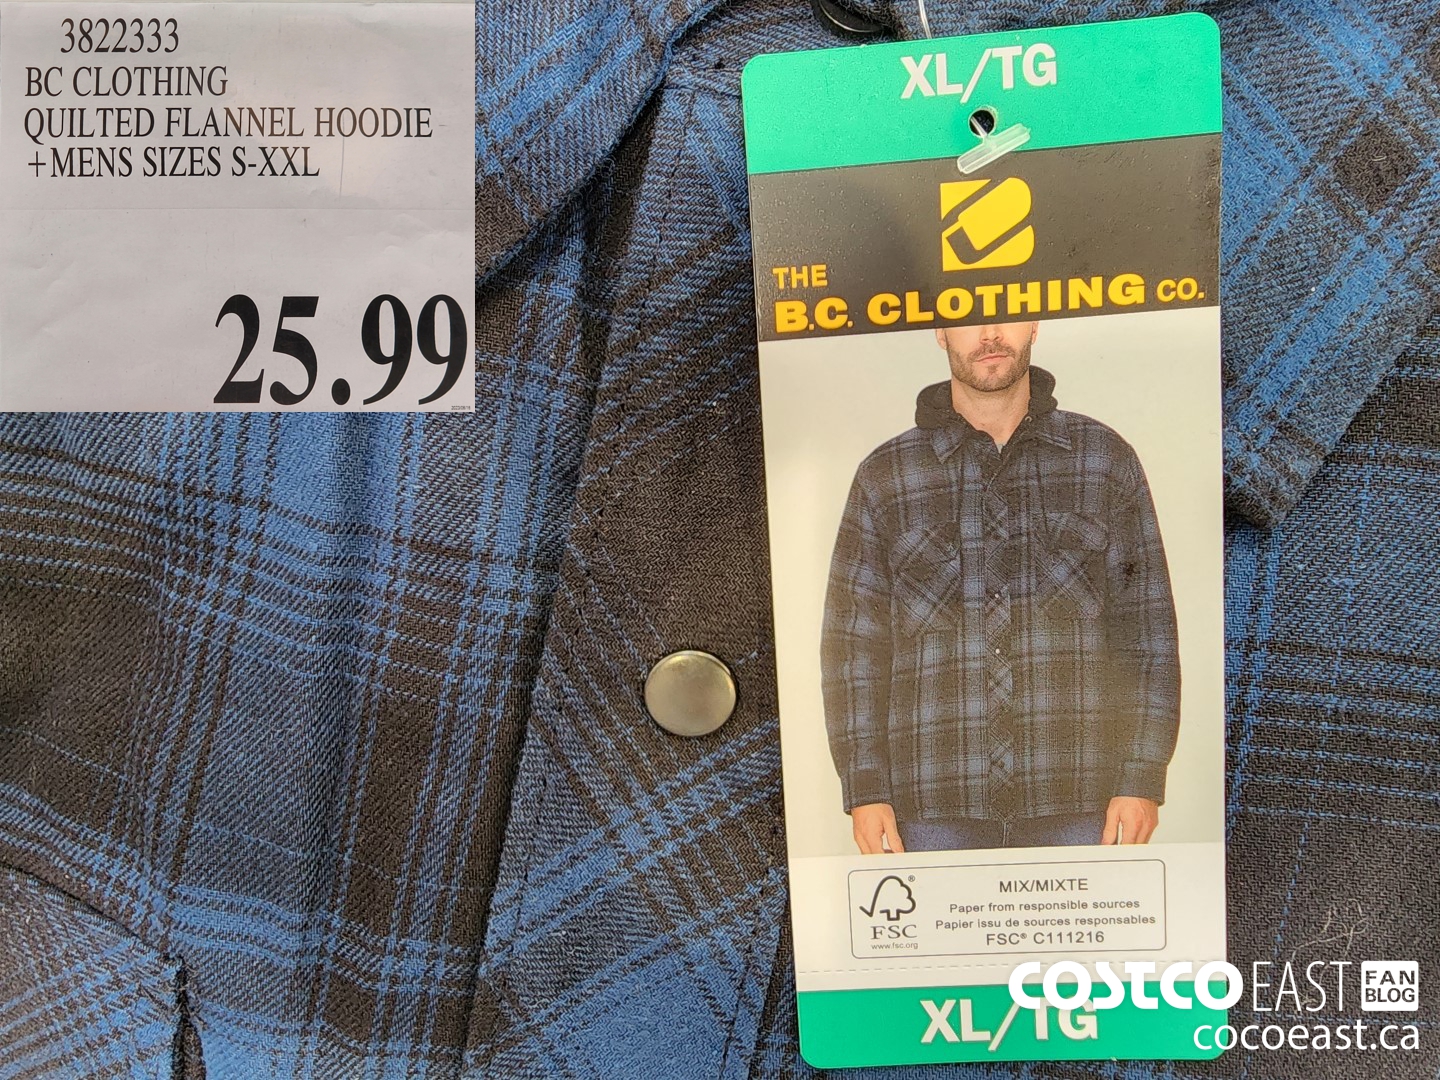 3822333
BC CLOTHING
QUILTED FLANNEL HOODIE
+MENS SIZES S-XXL
25.99
XL/TG
THE
B.C. CLOTHING CO.
MIX/MIXTE
Paper from responsible sources
Papier issu de sources responsables
FSC® C111216
®
FSC
www.fsc.org
XL/TG
COSTCO EAST FAN BLOG
cocoeast.ca